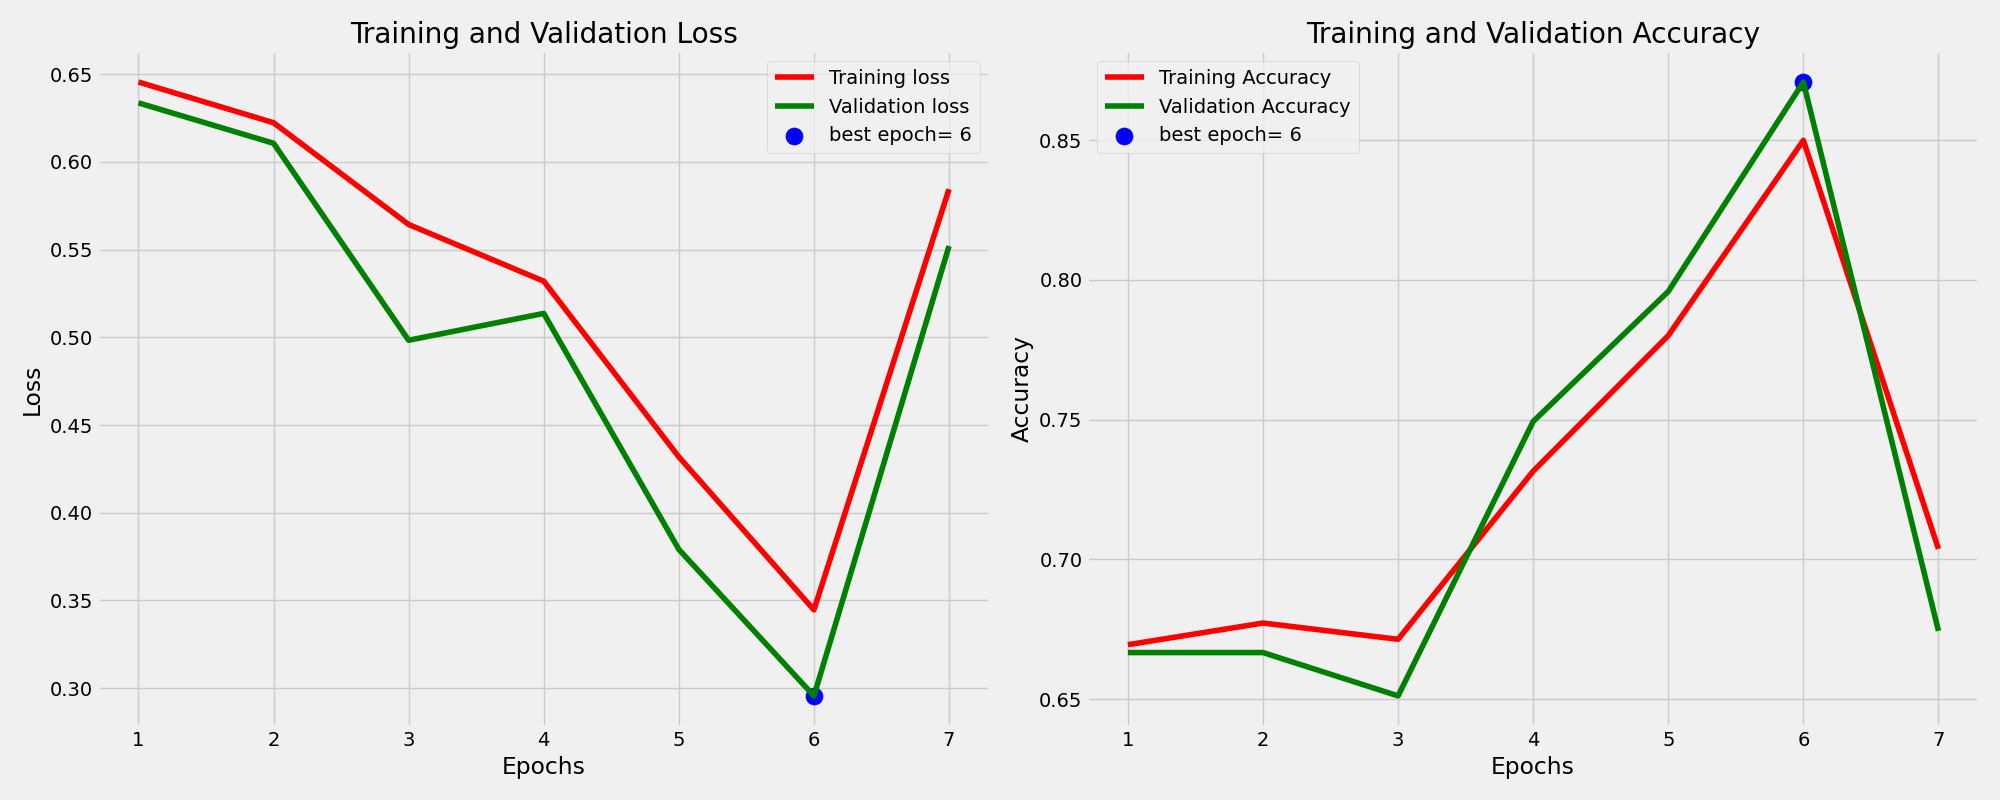 Training and Validation Loss
Training loss
Validation loss
best epoch= 6
0.65
0.60
0.55
0.50
0.45
0.40
0.35
0.30
Loss
1 2 3 4 5 6 7
Epochs
Training and Validation Accuracy
Training Accuracy
Validation Accuracy
best epoch= 6
0.85
0.80
0.75
0.70
0.65
Accuracy
1 2 3 4 5 6 7
Epochs